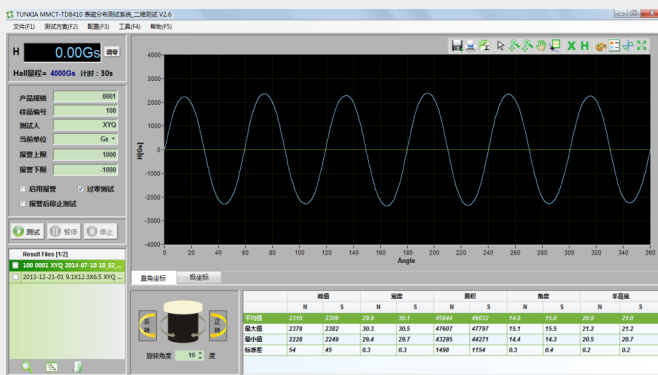 TUNKIA MMCT-TD8410 表磁分布测试系统_二维测试 V2.6
文件(F1) 测试方案(F2) 配置(F3) 工具(F4) 帮助(F5)
H 0.00Gs 调零
Hall量程= 4000Gs 计时：30s
产品规格 0001
样品编号 100
测试人 XYQ
当前单位 Gs
报警上限 1000
报警下限 -1000
启用报警 过零测试
报警后停止测试
测试 暂停 停止
Result Files [1/2]
100 0001 XYQ 2014-07-10 10_32_...
2013-12-21-01 9.1X12.3X6.5 XYQ ...
X H
H[Gs]
4000
3000
2000
1000
0
-1000
-2000
-3000
-4000
0 20 40 60 80 100 120 140 160 180 200 220 240 260 280 300 320 340 360
Angle
直角坐标 极坐标
反转 正转
旋转角度 10 度
峰值 宽度 面积 角度 半高宽
N S N S N S N S N S
平均值 2310 2300 29.9 30.1 45844 46032 14.9 15.0 20.9 21.0
最大值 2378 2382 30.3 30.5 47607 47797 15.1 15.5 21.2 21.2
最小值 2228 2249 29.4 29.7 43295 44271 14.4 14.3 20.5 20.7
标准差 54 45 0.3 0.3 1498 1154 0.3 0.4 0.2 0.2